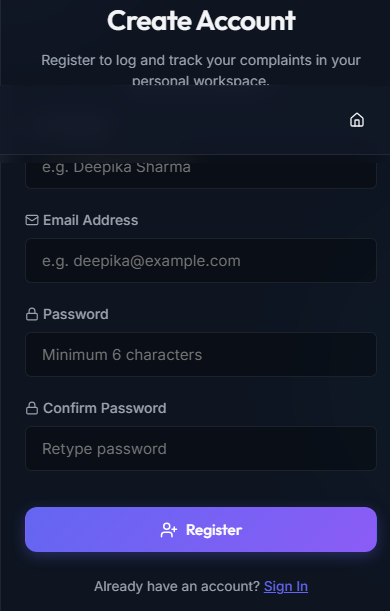 Create Account
Register to log and track your complaints in your
personal workspace.
e.g. Deepika Sharma
Email Address
e.g. deepika@example.com
Password
Minimum 6 characters
Confirm Password
Retype password
Register
Already have an account? Sign In